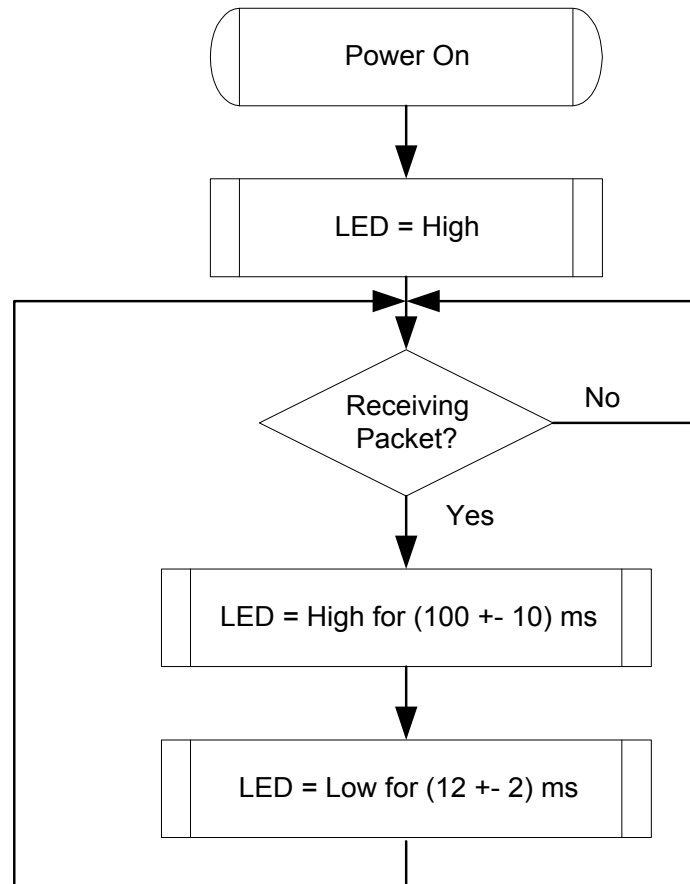 Power On
LED = High
Receiving
Packet?
No
Yes
LED = High for (100 +- 10) ms
LED = Low for (12 +- 2) ms